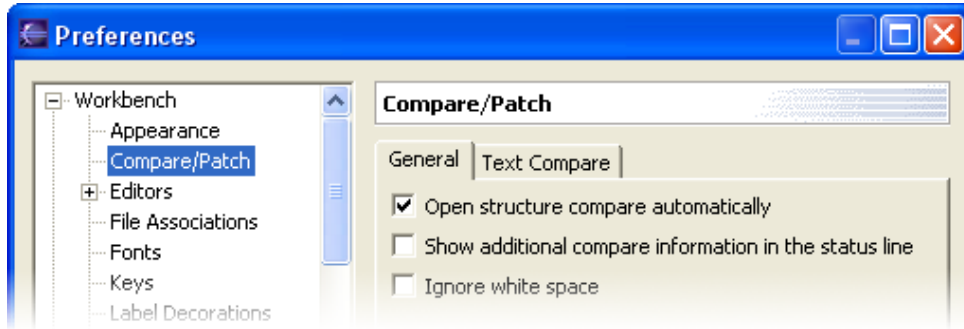 Preferences
Workbench
Appearance
Compare/Patch
Editors
File Associations
Fonts
Keys
Label Decorations
Compare/Patch
General
Text Compare
Open structure compare automatically
Show additional compare information in the status line
Ignore white space